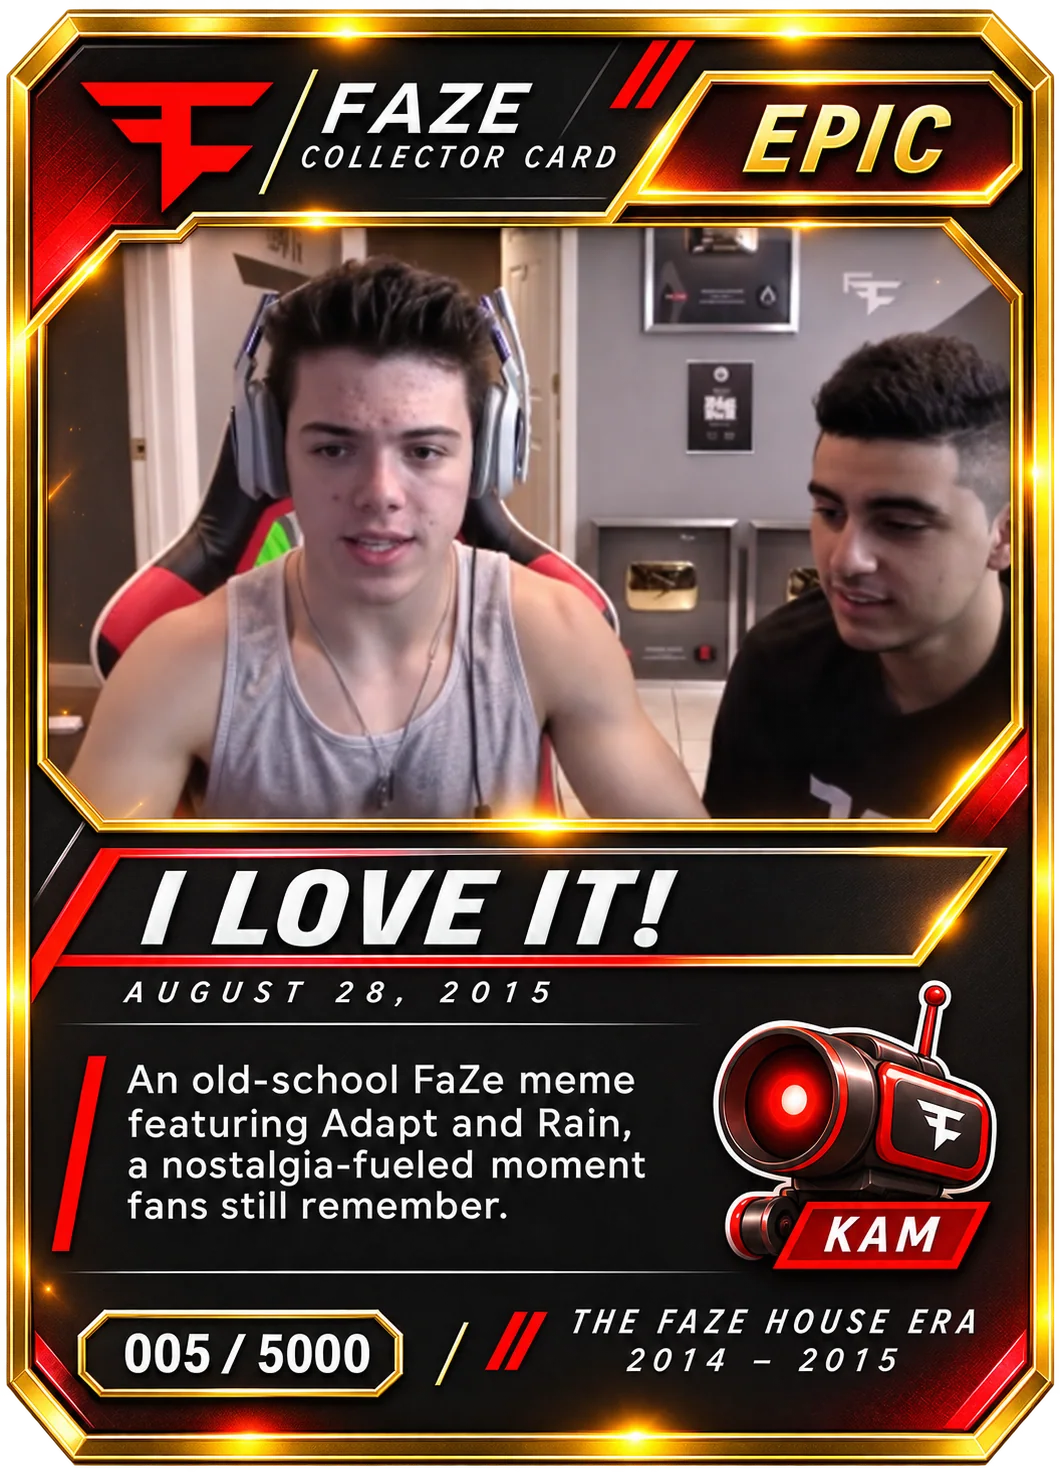 FAZE
COLLECTOR CARD
EPIC
I LOVE IT!
AUGUST 28, 2015
An old-school FaZe meme
featuring Adapt and Rain,
a nostalgia-fueled moment
fans still remember.
KAM
005 / 5000
THE FAZE HOUSE ERA
2014 – 2015